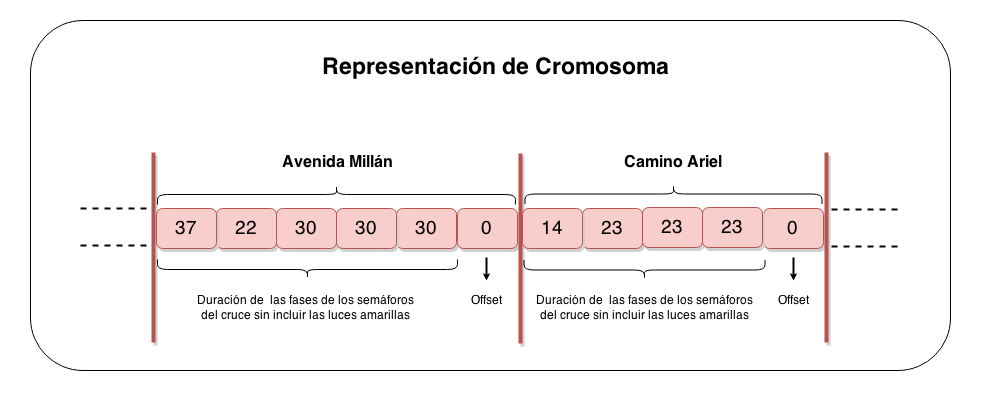 Representación de Cromosoma
Avenida Millán Camino Ariel
37 22 30 30 30 0 14 23 23 23 0
Duración de las fases de los semáforos
del cruce sin incluir las luces amarillas
Offset
Duración de las fases de los semáforos
del cruce sin incluir las luces amarillas
Offset